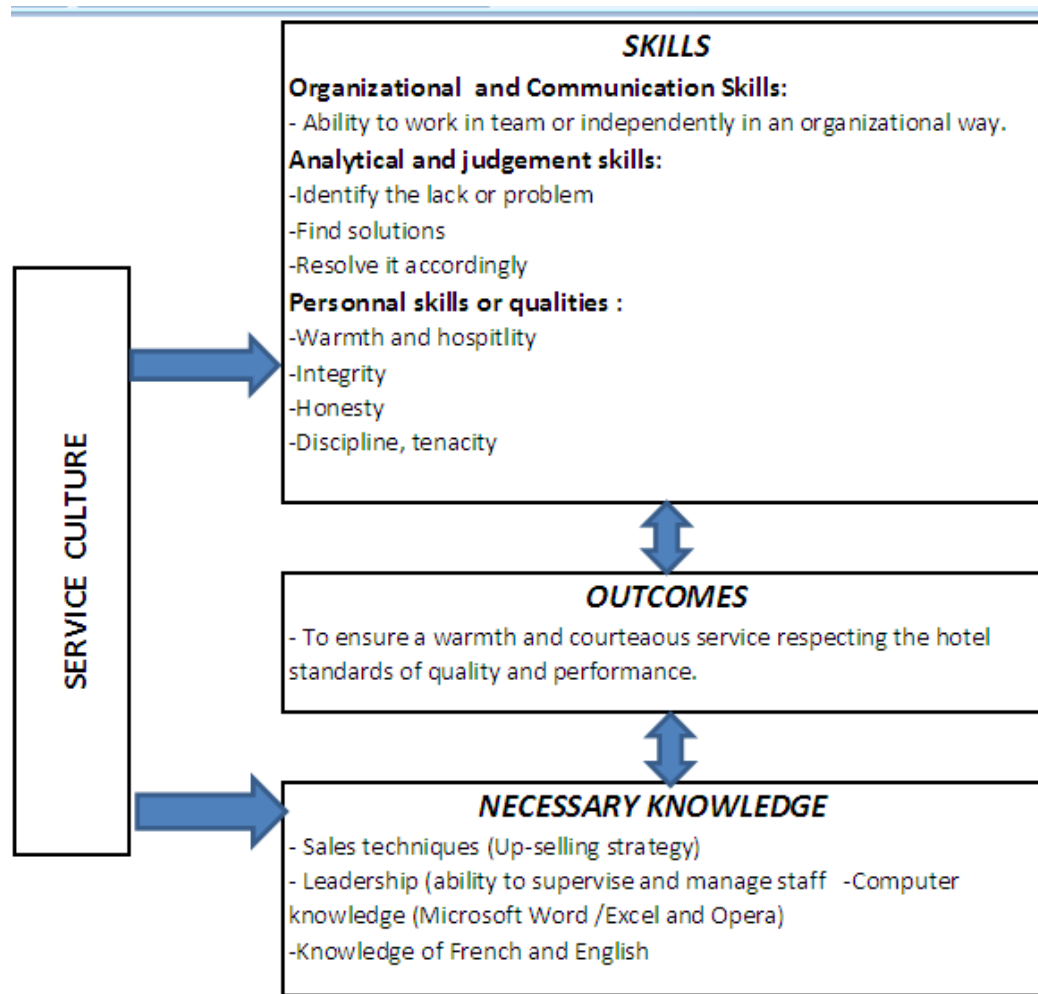 SKILLS
Organizational and Communication Skills:
- Ability to work in team or independently in an organizational way.
Analytical and judgement skills:
-Identify the lack or problem
-Find solutions
-Resolve it accordingly
Personnal skills or qualities :
-Warmth and hospitlity
-Integrity
-Honesty
-Discipline, tenacity
SERVICE CULTURE
OUTCOMES
- To ensure a warmth and courteaous service respecting the hotel
standards of quality and performance.
NECESSARY KNOWLEDGE
- Sales techniques (Up-selling strategy)
- Leadership (ability to supervise and manage staff -Computer
knowledge (Microsoft Word /Excel and Opera)
-Knowledge of French and English